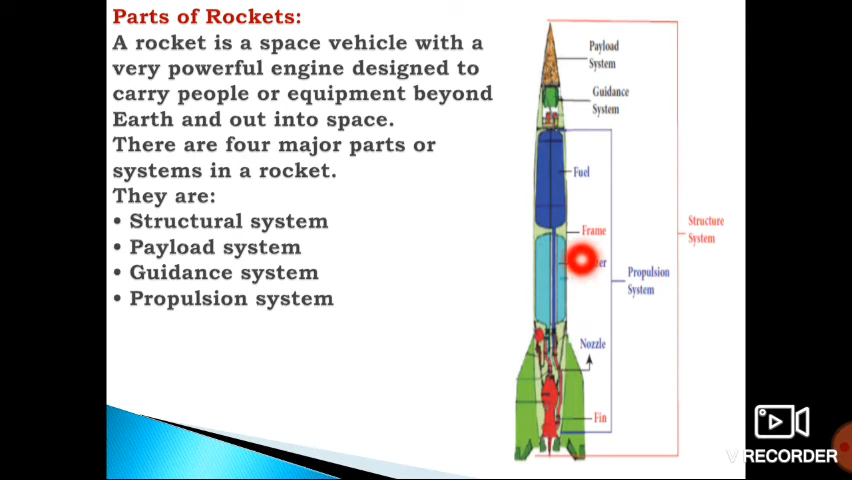 Parts of Rockets:
A rocket is a space vehicle with a
very powerful engine designed to
carry people or equipment beyond
Earth and out into space.
There are four major parts or
systems in a rocket.
They are:
• Structural system
• Payload system
• Guidance system
• Propulsion system
Payload
System
Guidance
System
Fuel
Frame
Structure
System
Propulsion
System
Nozzle
Fin
VRECORDER